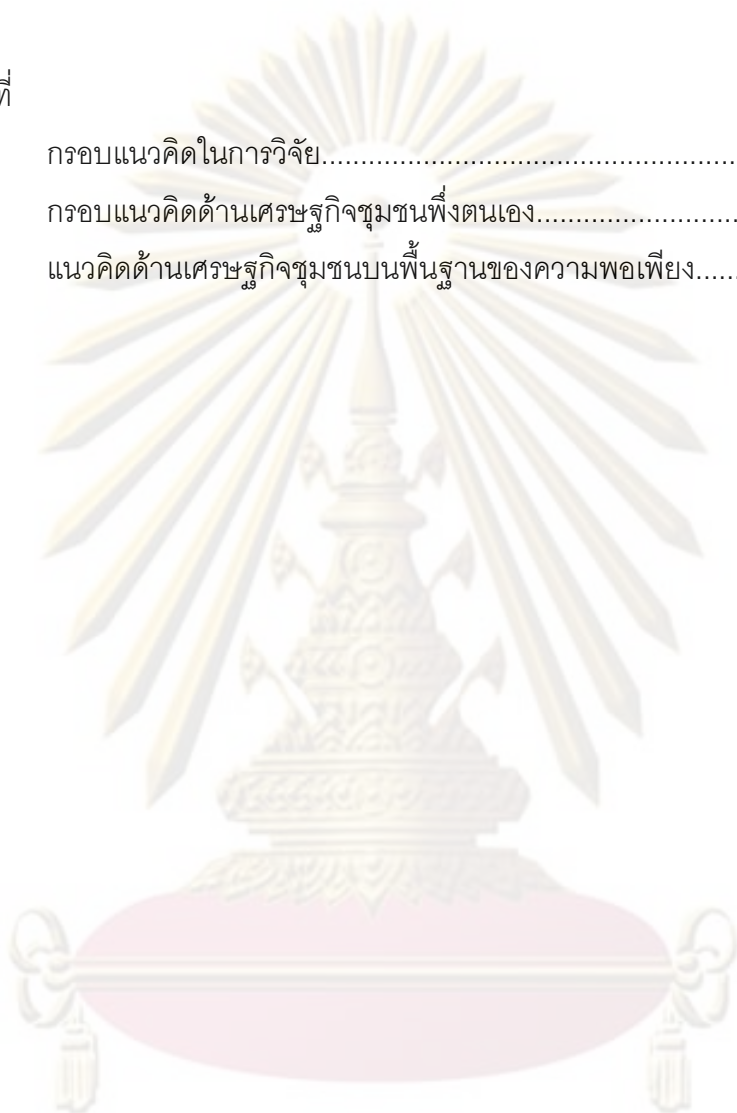 ที่
กรอบแนวคิดในการวิจัย......................................................
กรอบแนวคิดด้านเศรษฐกิจชุมชนพึ่งตนเอง..........................
แนวคิดด้านเศรษฐกิจชุมชนบนพื้นฐานของความพอเพียง......